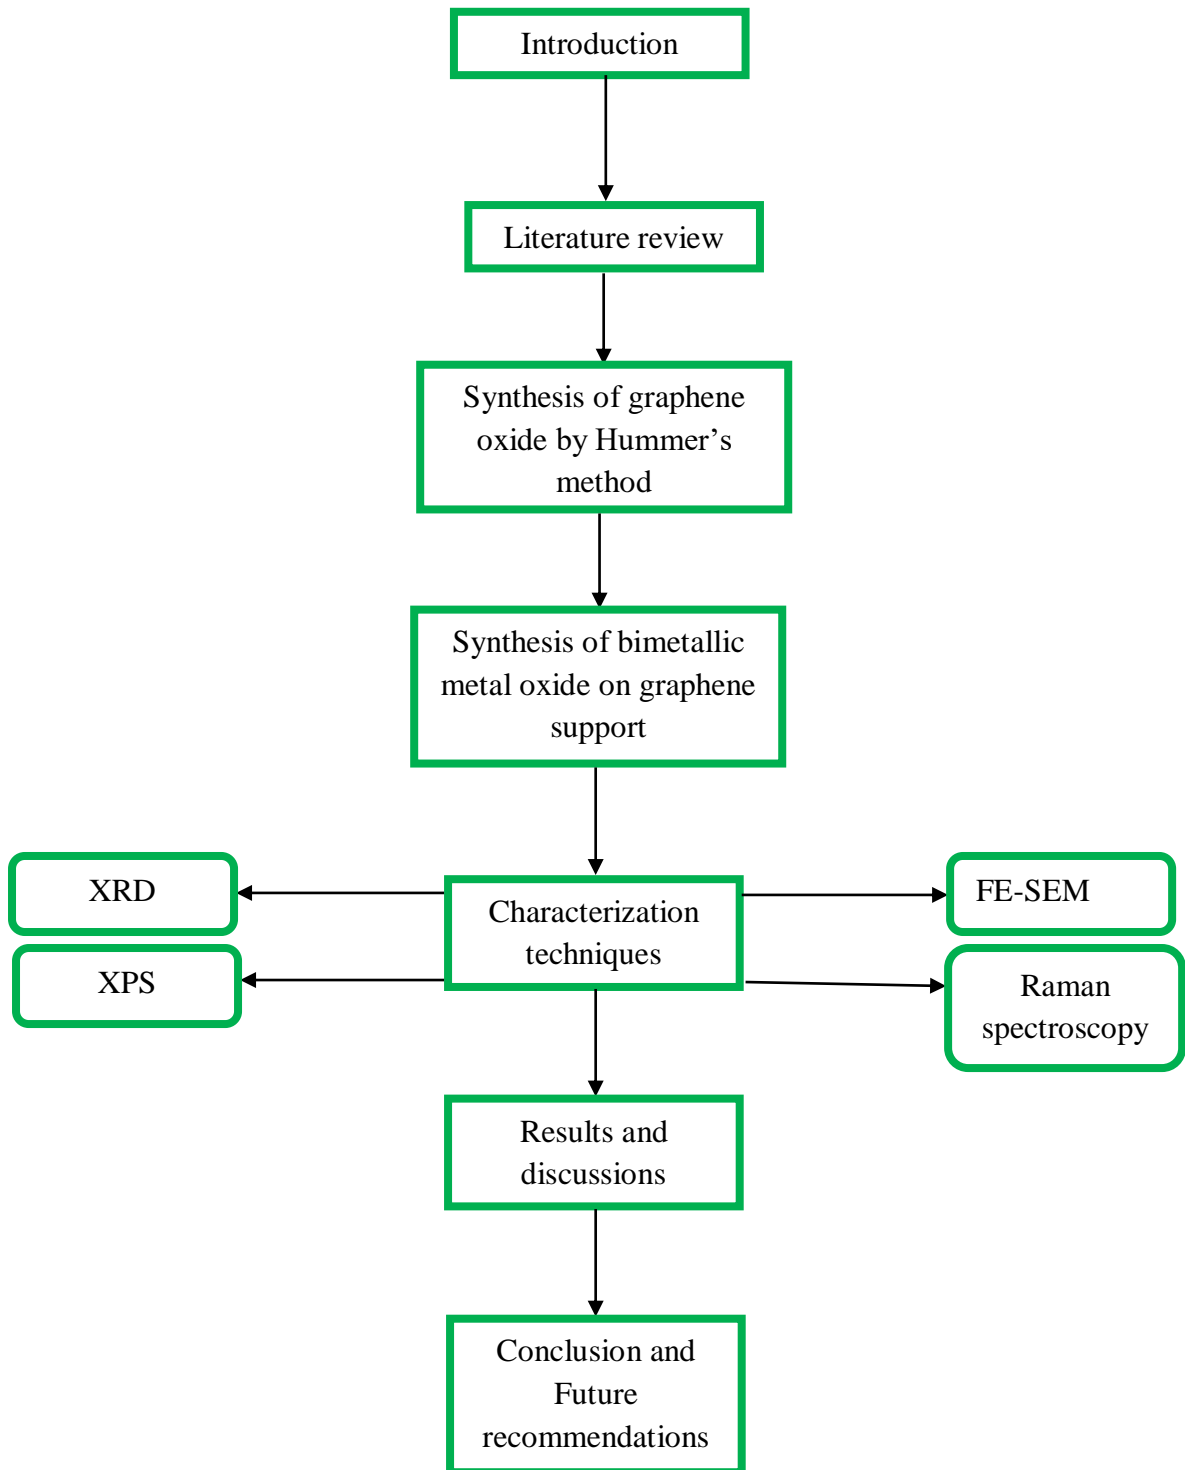 Introduction
Literature review
Synthesis of graphene
oxide by Hummer’s
method
Synthesis of bimetallic
metal oxide on graphene
support
XRD
XPS
Characterization
techniques
FE-SEM
Raman
spectroscopy
Results and
discussions
Conclusion and
Future
recommendations